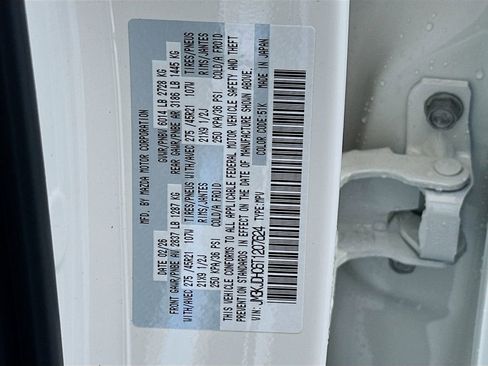 MFD. BY MAZDA MOTOR CORPORATION
DATE 02/26 GVWR/PNBV 6014 LB 2728 KG
FRONT GAWR/PNBE AV 2837 LB 1287 KG REAR GAWR/PNBE AR 3186 LB 1445 KG
WITH/AVEC 275 /45R21 107W TIRES/PNEUS WITH/AVEC 275 /45R21 107W TIRES/PNEUS
21X9 1/2J RIMS/JANTES 21X9 1/2J RIMS/JANTES
250 KPA/36 PSI COLD/A FROID 250 KPA/36 PSI COLD/A FROID
THIS VEHICLE CONFORMS TO ALL APPLICABLE FEDERAL MOTOR VEHICLE SAFETY AND THEFT
PREVENTION STANDARDS IN EFFECT ON THE DATE OF MANUFACTURE SHOWN ABOVE.
VIN: TYPE: MPV COLOR CODE: 51K MADE IN JAPAN